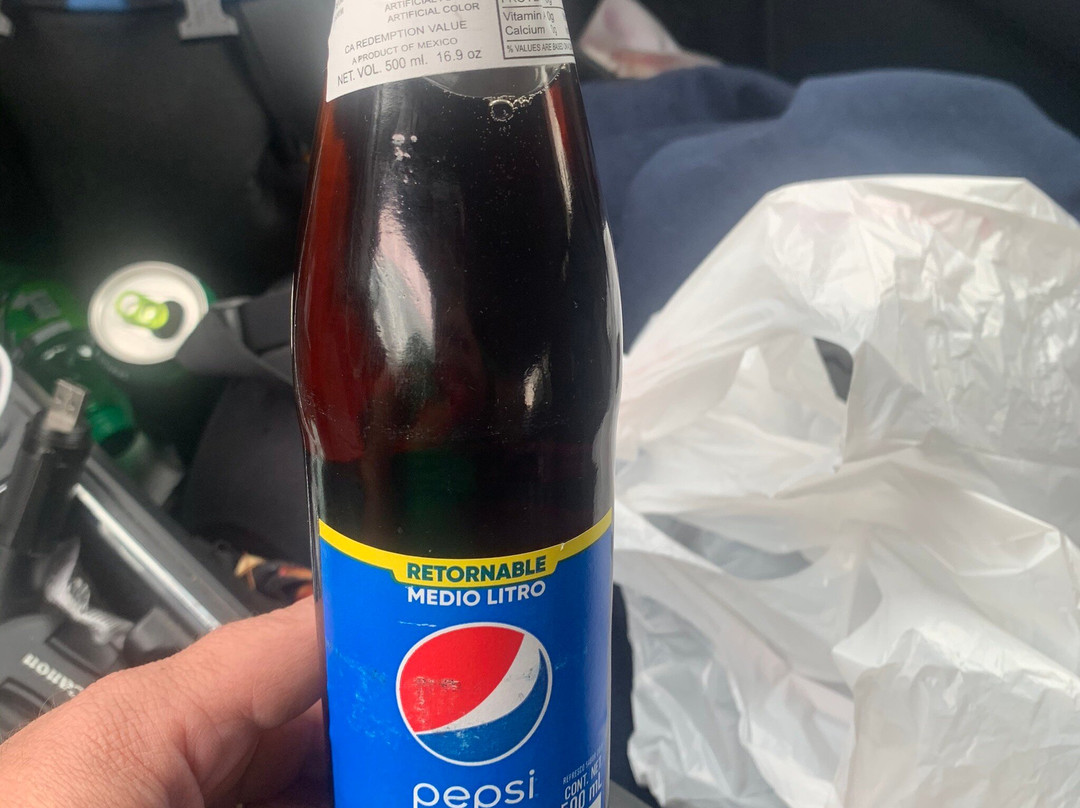 ARTIFICIAL COLOR
CA REDEMPTION VALUE
A PRODUCT OF MEXICO
NET. VOL. 500 ml. 16.9 oz
Vitamin
Calcium
% VALUES ARE
RETORNABLE
MEDIO LITRO
pepsi
CONT. NET
500 mL
Canon